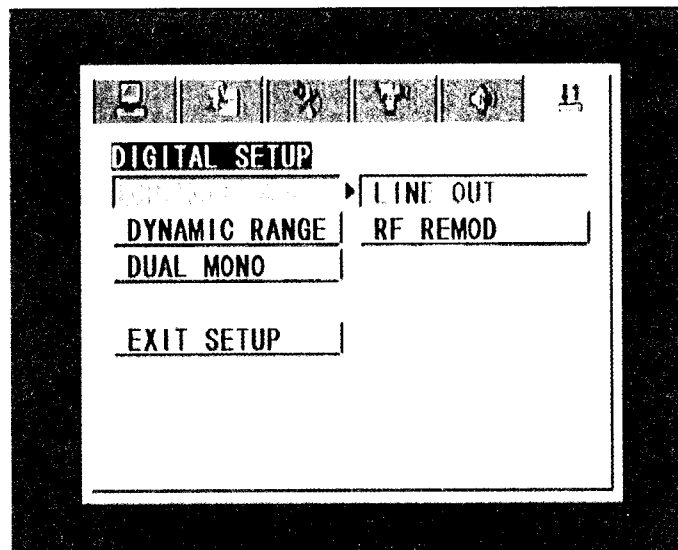 DIGITAL SETUP
LINE OUT
DYNAMIC RANGE
RF REMOD
DUAL MONO
EXIT SETUP